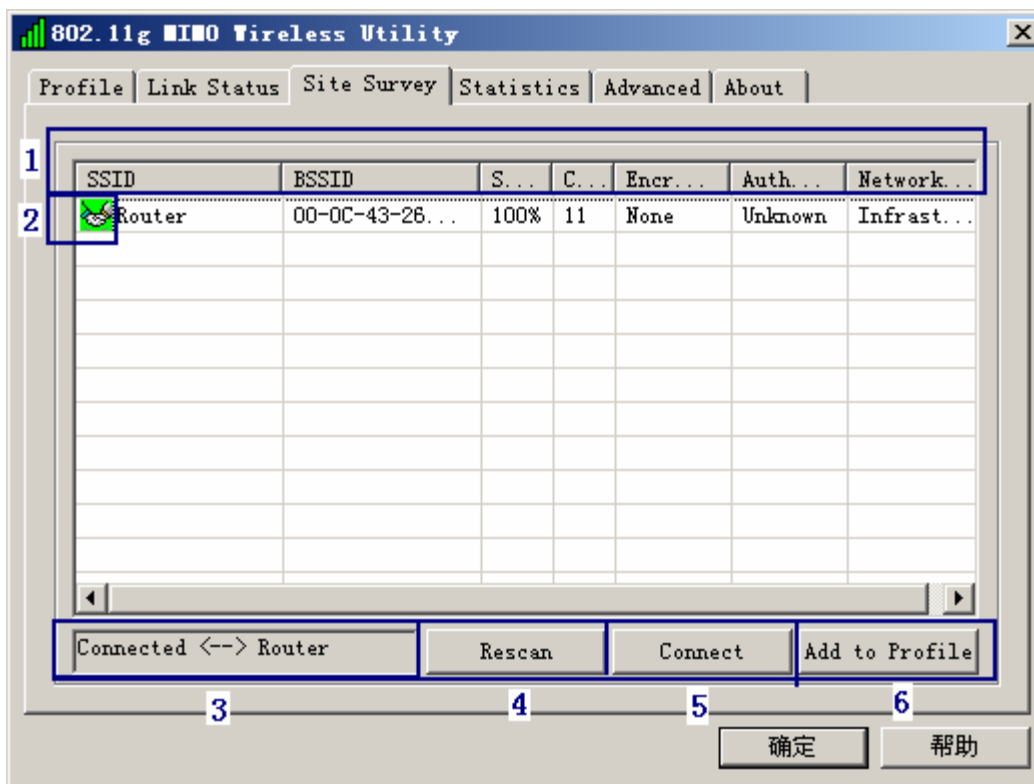 802.11g MIMO Wireless Utility
Profile Link Status Site Survey Statistics Advanced About
1
SSID BSSID S... C... Encr... Auth... Network...
2
Router 00-0C-43-26... 100% 11 None Unknown Infrast...
Connected <--> Router Rescan Connect Add to Profile
3 4 5 6
确定 帮助